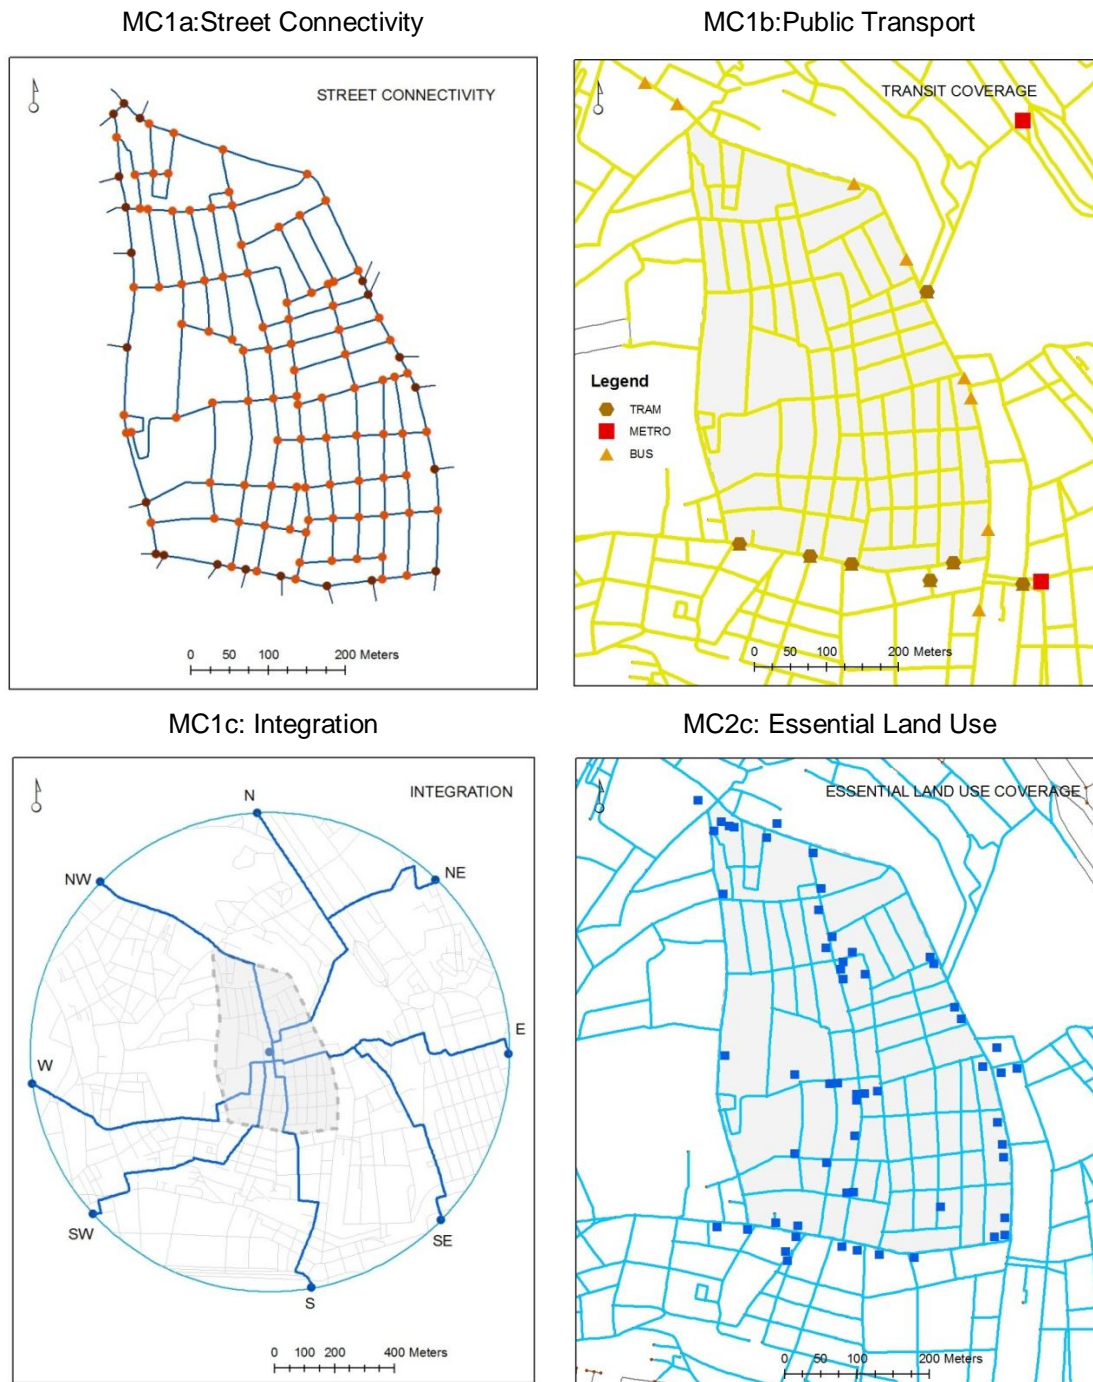 MC1a:Street Connectivity
MC1b:Public Transport
STREET CONNECTIVITY
0 50 100 200 Meters
TRANSIT COVERAGE
Legend
TRAM
METRO
BUS
0 50 100 200 Meters
MC1c: Integration
MC2c: Essential Land Use
INTEGRATION
N
NW
NE
E
W
SW
SE
S
0 100 200 400 Meters
ESSENTIAL LAND USE COVERAGE
0 50 100 200 Meters